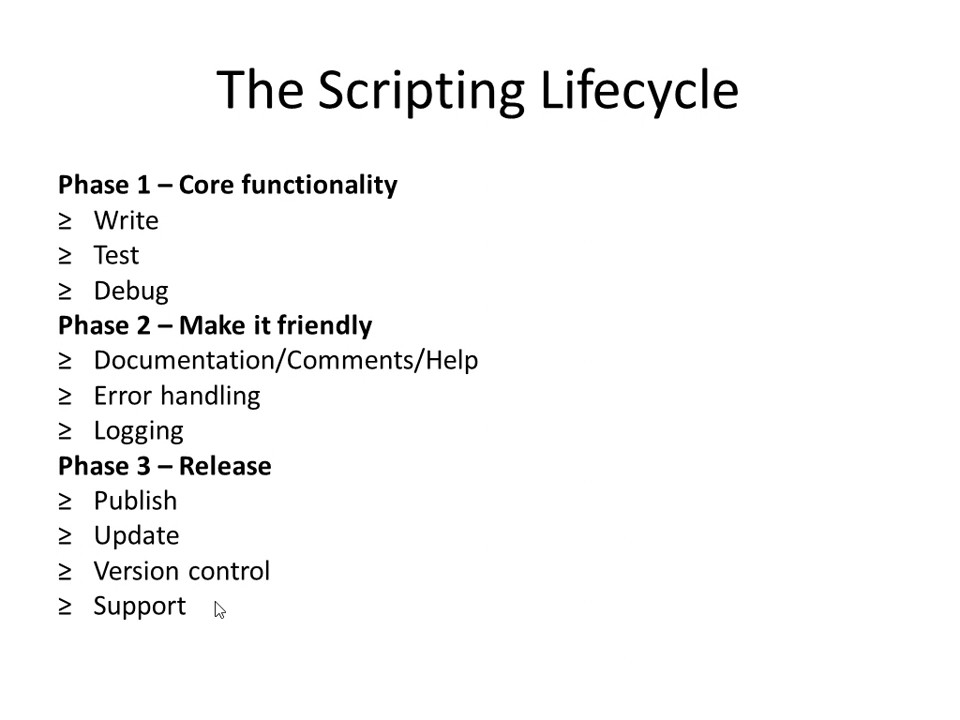 The Scripting Lifecycle
Phase 1 – Core functionality
≥ Write
≥ Test
≥ Debug
Phase 2 – Make it friendly
≥ Documentation/Comments/Help
≥ Error handling
≥ Logging
Phase 3 – Release
≥ Publish
≥ Update
≥ Version control
≥ Support